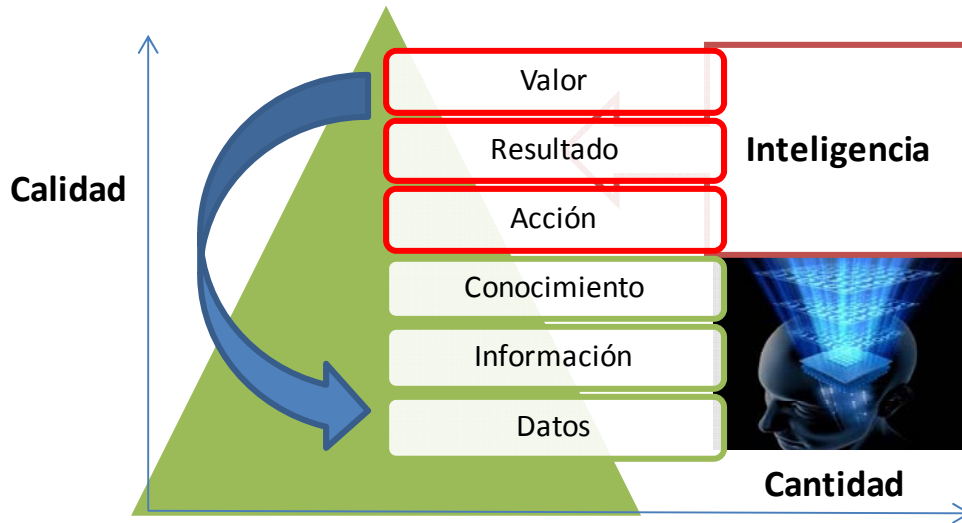 Valor
Resultado
Inteligencia
Calidad
Acción
Conocimiento
Información
Datos
Cantidad